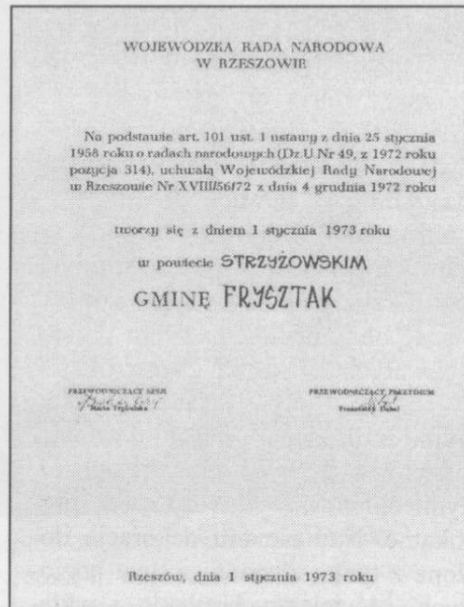 WOJEWÓDZKA RADA NARODOWA
W RZESZOWIE
Na podstawie art. 101 ust. 1 ustawy z dnia 25 stycznia
1958 roku o radach narodowych (Dz.U Nr 49, z 1972 roku
pozycja 314), uchwałą Wojewódzkiej Rady Narodowej
w Rzeszowie Nr XVIII/56/72 z dnia 4 grudnia 1972 roku
tworzy się z dniem 1 stycznia 1973 roku
w powiecie STRZYŻOWSKIM
GMINĘ FRYSZTAK
PRZEWODNICZĄCY SESJI
PRZEWODNICZĄCY PREZYDIUM
Rzeszów, dnia 1 stycznia 1973 roku